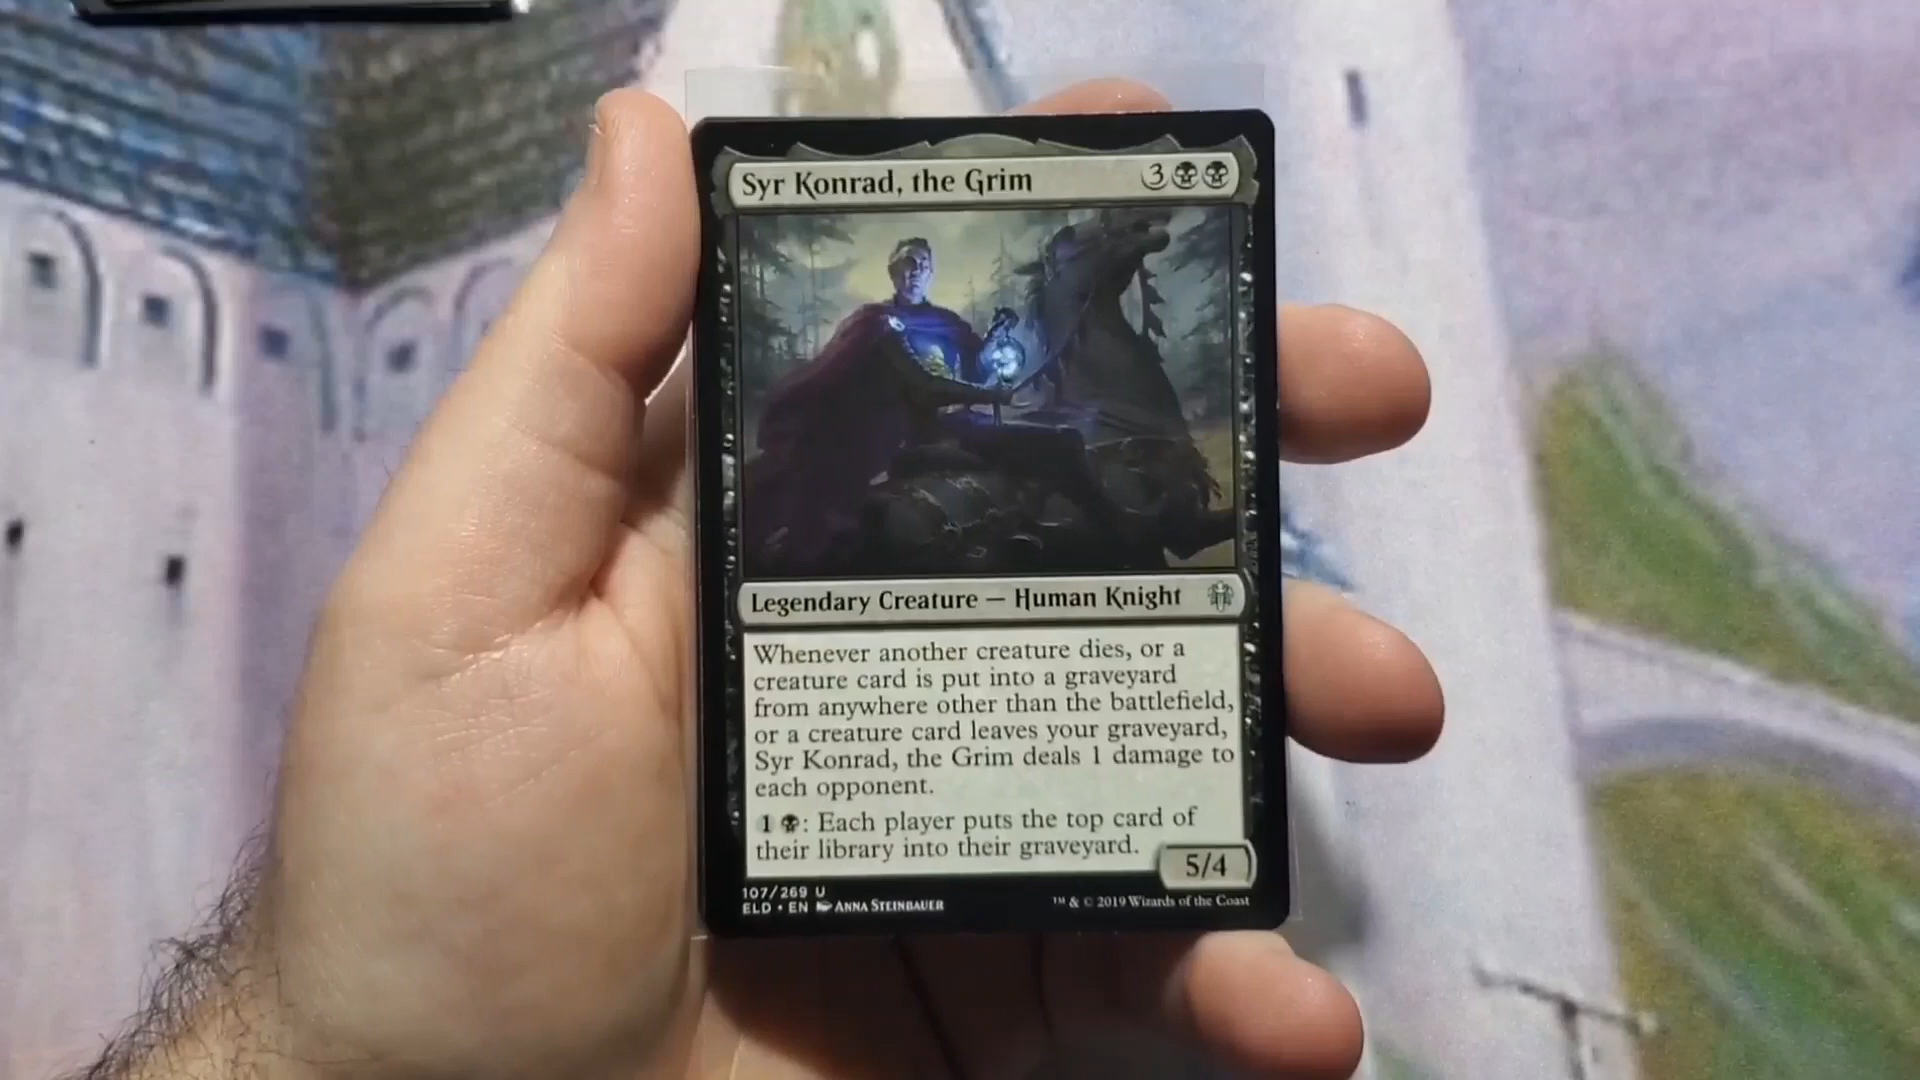 Syr Konrad, the Grim 3
Legendary Creature — Human Knight
Whenever another creature dies, or a
creature card is put into a graveyard
from anywhere other than the battlefield,
or a creature card leaves your graveyard,
Syr Konrad, the Grim deals 1 damage to
each opponent.
1 : Each player puts the top card of
their library into their graveyard.
5/4
107/269 U
ELD • EN ANNA STEINBAUER
™ & © 2019 Wizards of the Coast